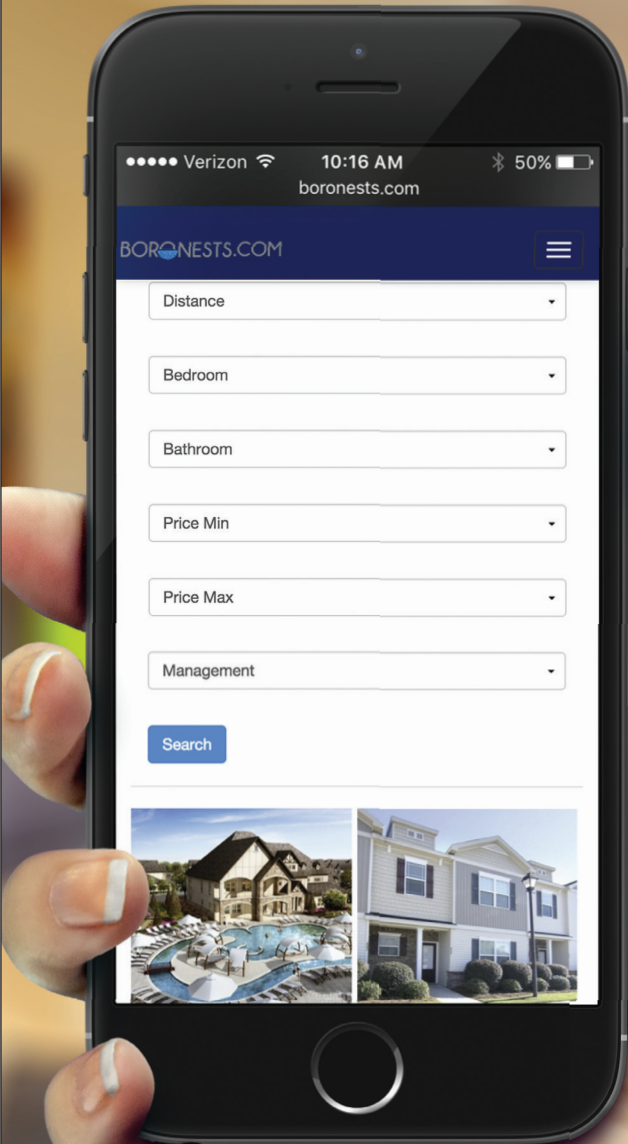 Verizon 10:16 AM 50%
boronests.com
BORONESTS.COM
Distance
Bedroom
Bathroom
Price Min
Price Max
Management
Search